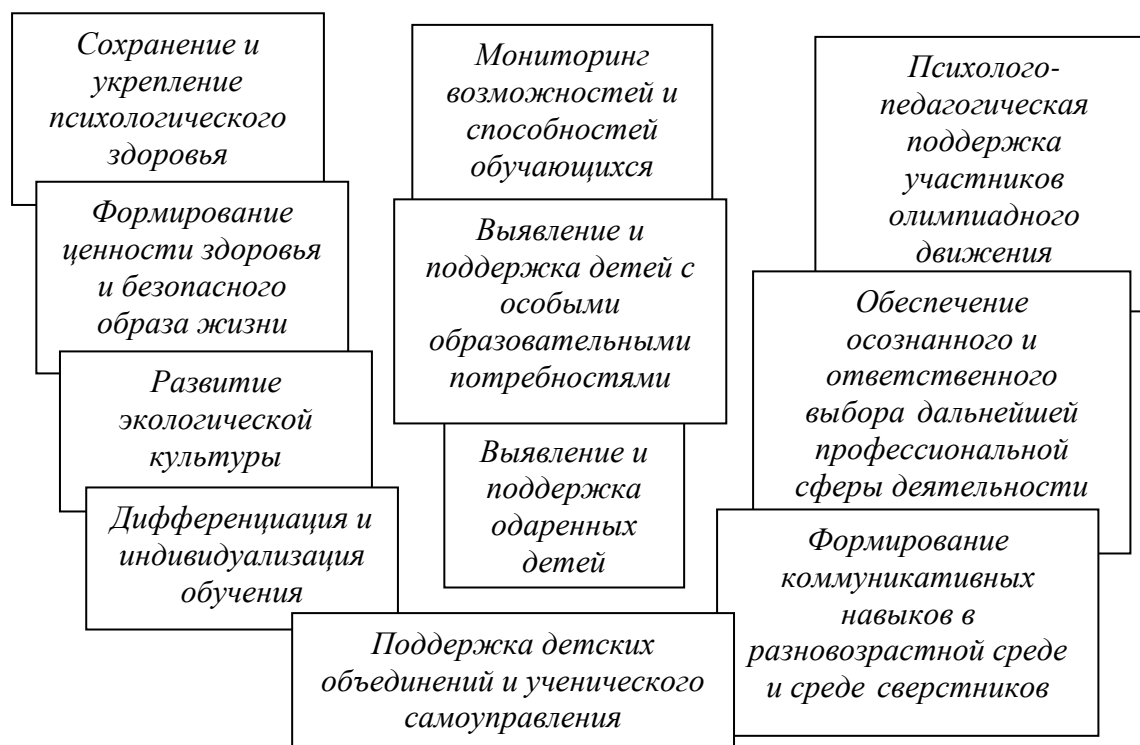 Сохранение и
укрепление
психологического
здоровья
Формирование
ценности здоровья
и безопасного
образа жизни
Развитие
экологической
культуры
Дифференциация и
индивидуализация
обучения
Мониторинг
возможностей и
способностей
обучающихся
Выявление и
поддержка детей с
особыми
образовательными
потребностями
Выявление и
поддержка
одаренных
детей
Психолого-
педагогическая
поддержка
участников
олимпиадного
движения
Обеспечение
осознанного и
ответственного
выбора дальнейшей
профессиональной
сферы деятельности
Формирование
коммуникативных
навыков в
разновозрастной среде
и среде сверстников
Поддержка детских
объединений и ученического
самоуправления